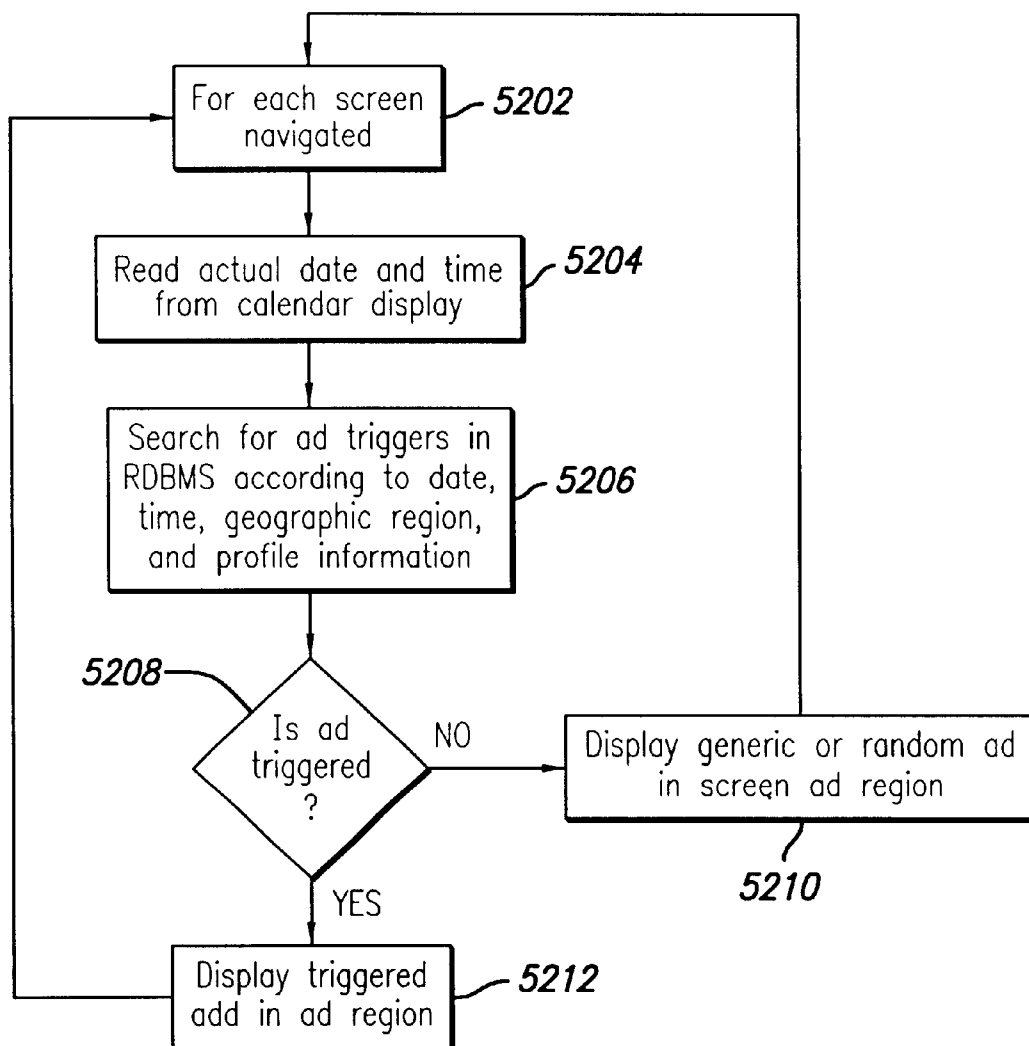 For each screen
navigated
5202
Read actual date and time
from calendar display
5204
Search for ad triggers in
RDBMS according to date,
time, geographic region,
and profile information
5206
5208
Is ad
triggered
?
NO
Display generic or random ad
in screen ad region
5210
YES
Display triggered
add in ad region
5212